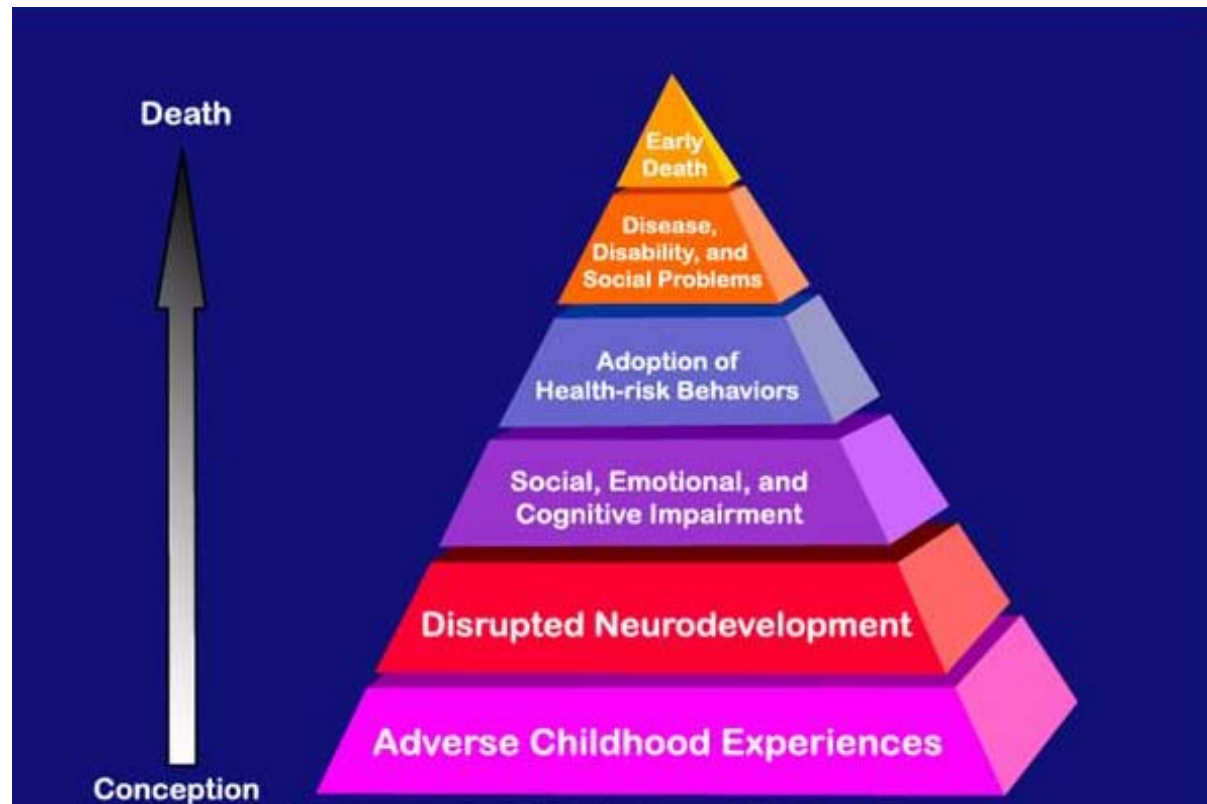 Death
Early
Death
Disease,
Disability, and
Social Problems
Adoption of
Health-risk Behaviors
Social, Emotional, and
Cognitive Impairment
Disrupted Neurodevelopment
Adverse Childhood Experiences
Conception